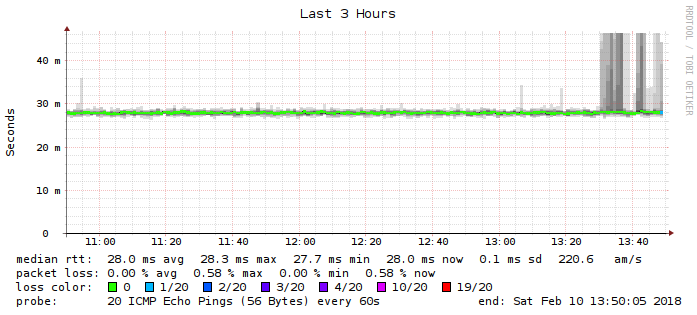 Last 3 Hours
RRDTOOL / TOBI OETIKER
Seconds
40 m
30 m
20 m
10 m
0
11:00 11:20 11:40 12:00 12:20 12:40 13:00 13:20 13:40
median rtt: 28.0 ms avg 28.3 ms max 27.7 ms min 28.0 ms now 0.1 ms sd 220.6 am/s
packet loss: 0.00 % avg 0.58 % max 0.00 % min 0.58 % now
loss color: 0 1/20 2/20 3/20 4/20 10/20 19/20
probe: 20 ICMP Echo Pings (56 Bytes) every 60s end: Sat Feb 10 13:50:05 2018